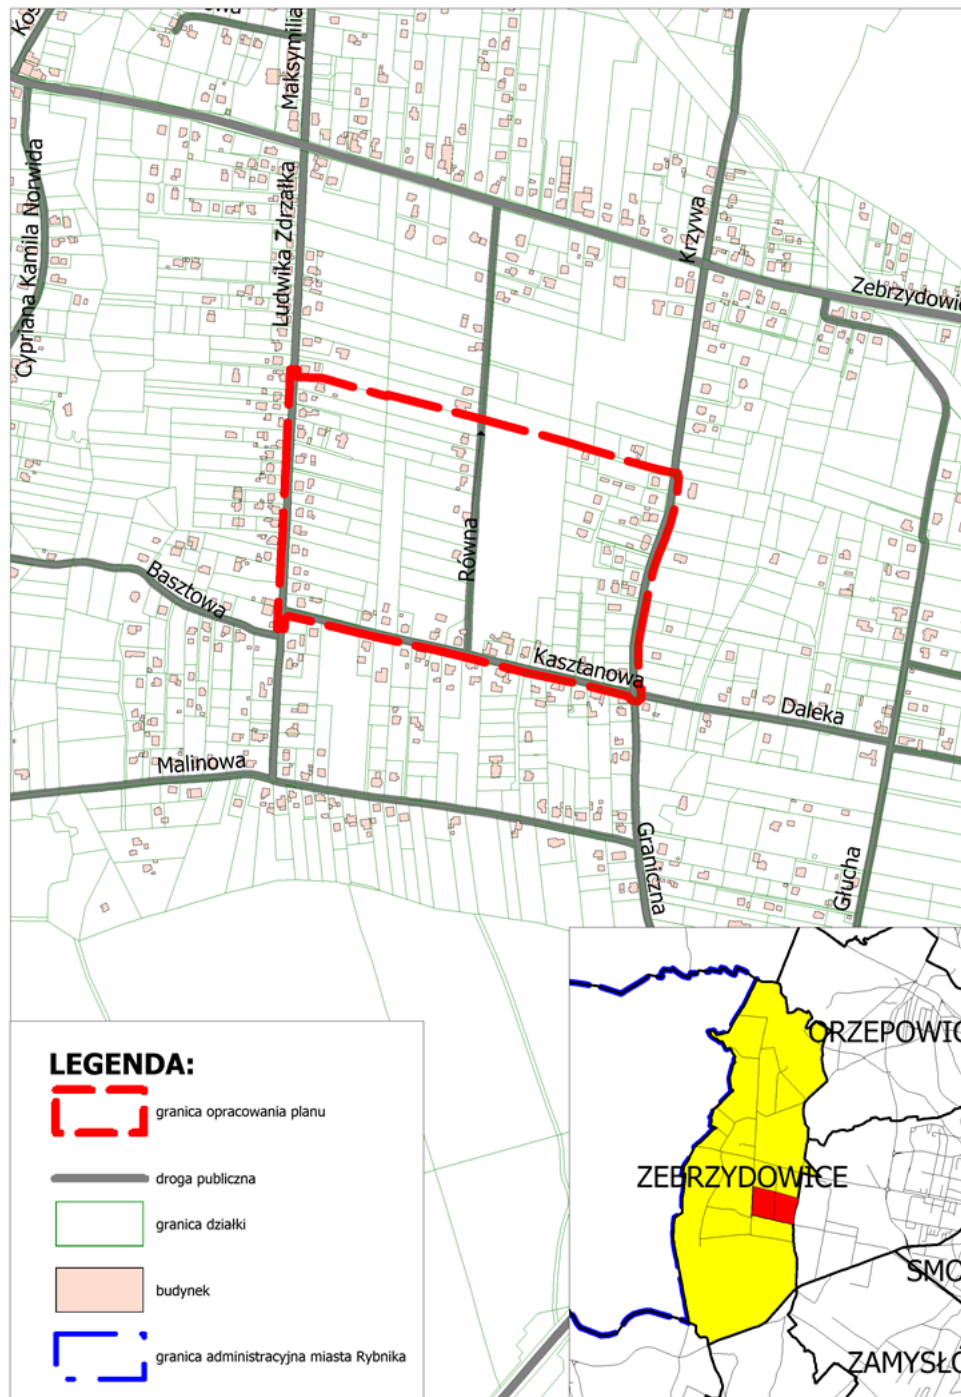 Maksymilia
Cypriana Kamila Norwida
Ludwika Zdrzałka
Krzywa
Zebrzydowic
Równa
Basztowa
Kasztanowa
Daleka
Malinowa
Graniczna
Głucha
LEGENDA:
granica opracowania planu
droga publiczna
granica działki
budynek
granica administracyjna miasta Rybnika
ORZEPOWIC
ZEBRZYDOWICE
SMO
ZAMYSŁÓ